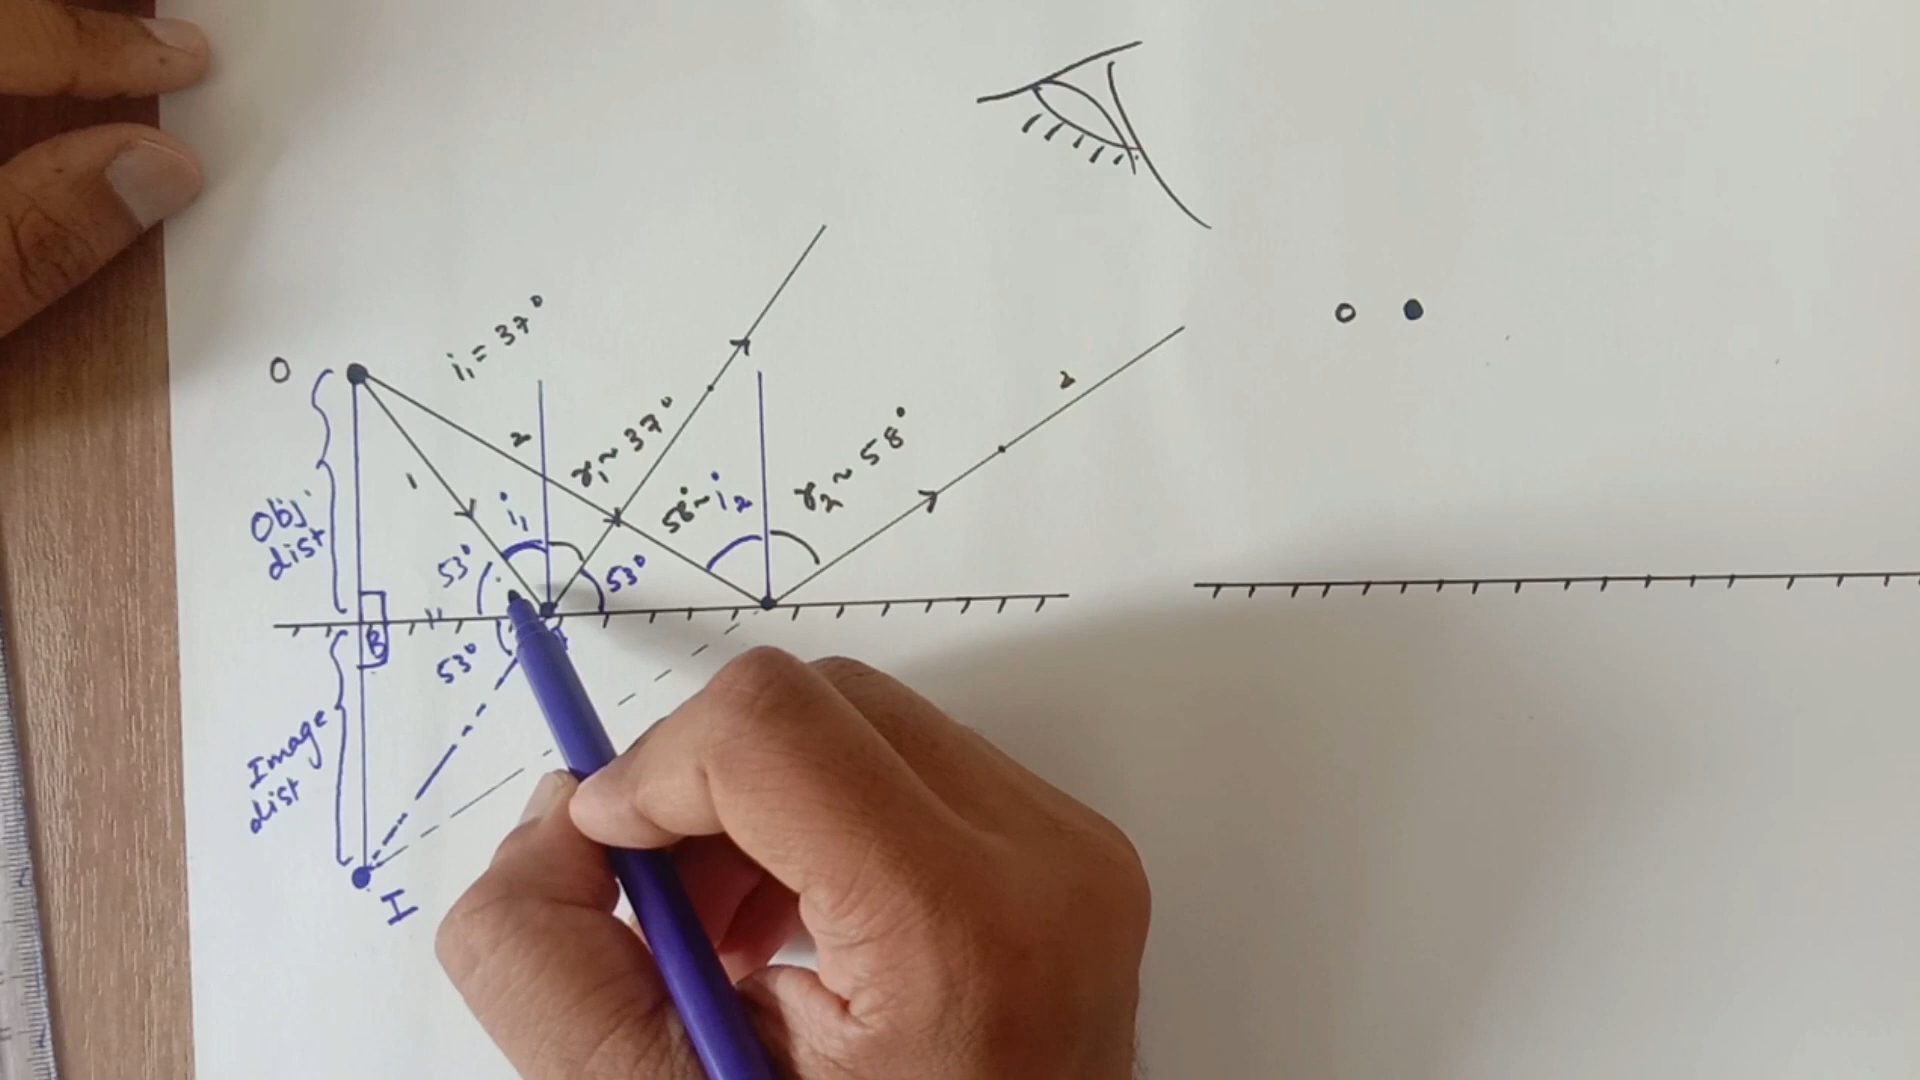 O
i₁ = 37°
2
r₁ ~ 37°
1
i₁
58° ~ i₂
r₂ ~ 58°
2
Obj
dist
53°
53°
B
53°
Image
dist
I